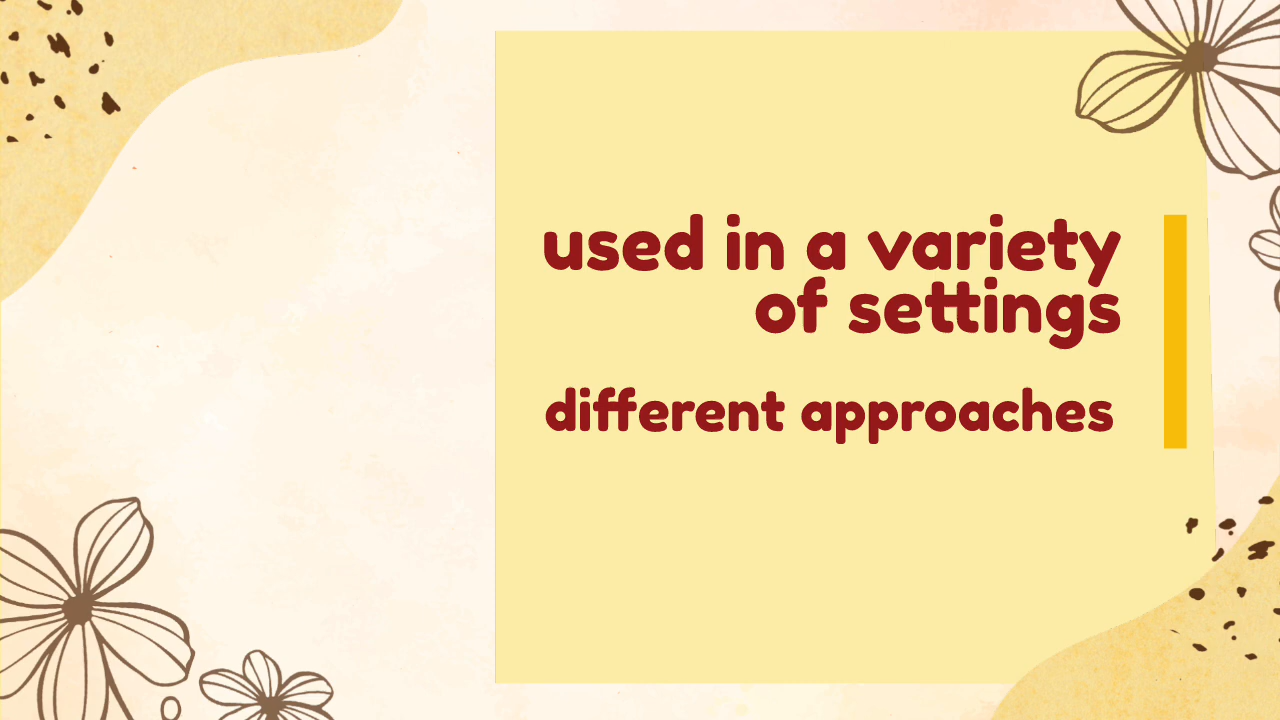 used in a variety
of settings
different approaches